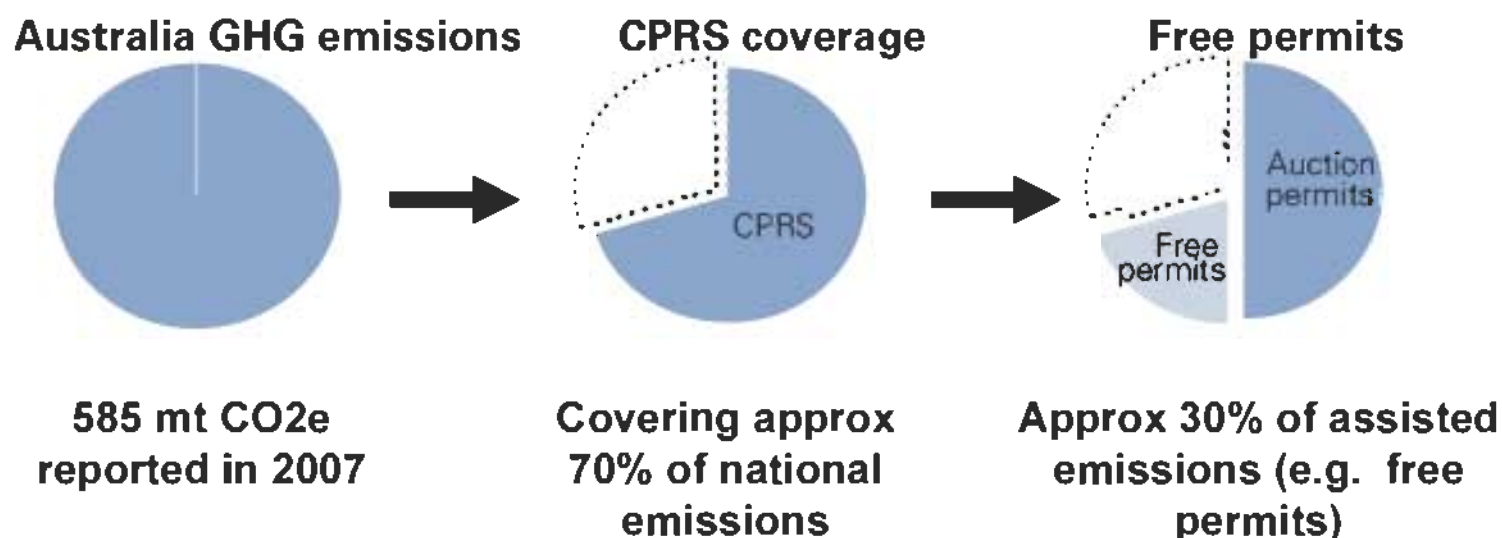 Australia GHG emissions
CPRS coverage
Free permits
CPRS
Auction
permits
Free
permits
585 mt CO2e
reported in 2007
Covering approx
70% of national
emissions
Approx 30% of assisted
emissions (e.g. free
permits)